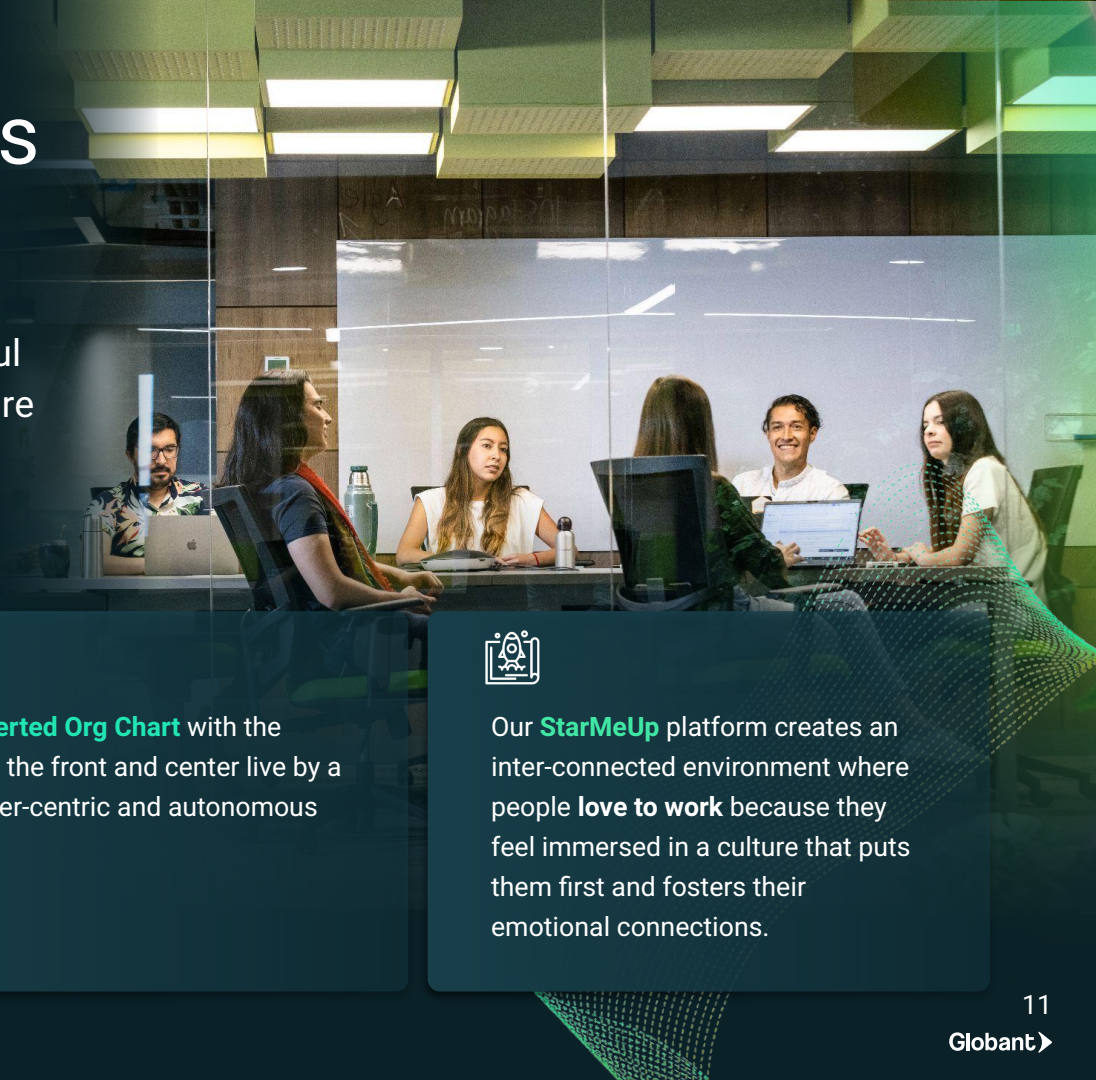 s
ul
re
erted Org Chart with the
the front and center live by a
er-centric and autonomous
Our StarMeUp platform creates an
inter-connected environment where
people love to work because they
feel immersed in a culture that puts
them first and fosters their
emotional connections.
11
Globant